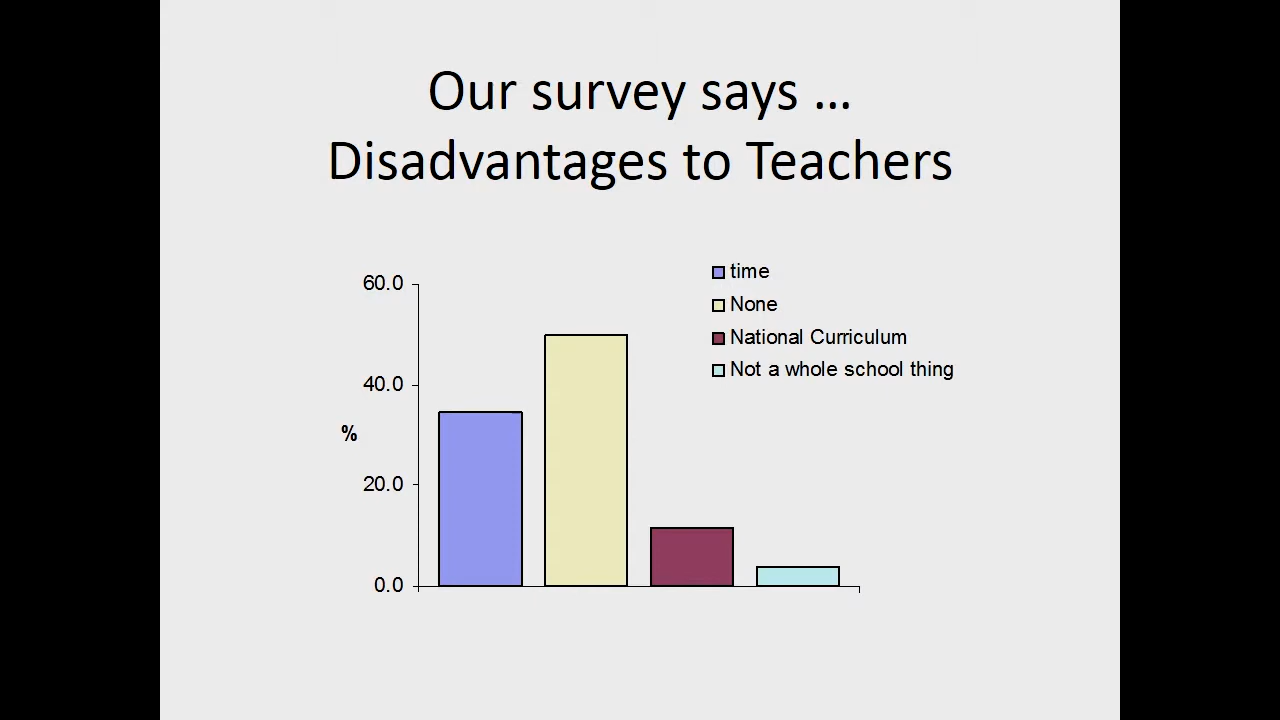 Our survey says ...
Disadvantages to Teachers
60.0
40.0
%
20.0
0.0
time
None
National Curriculum
Not a whole school thing